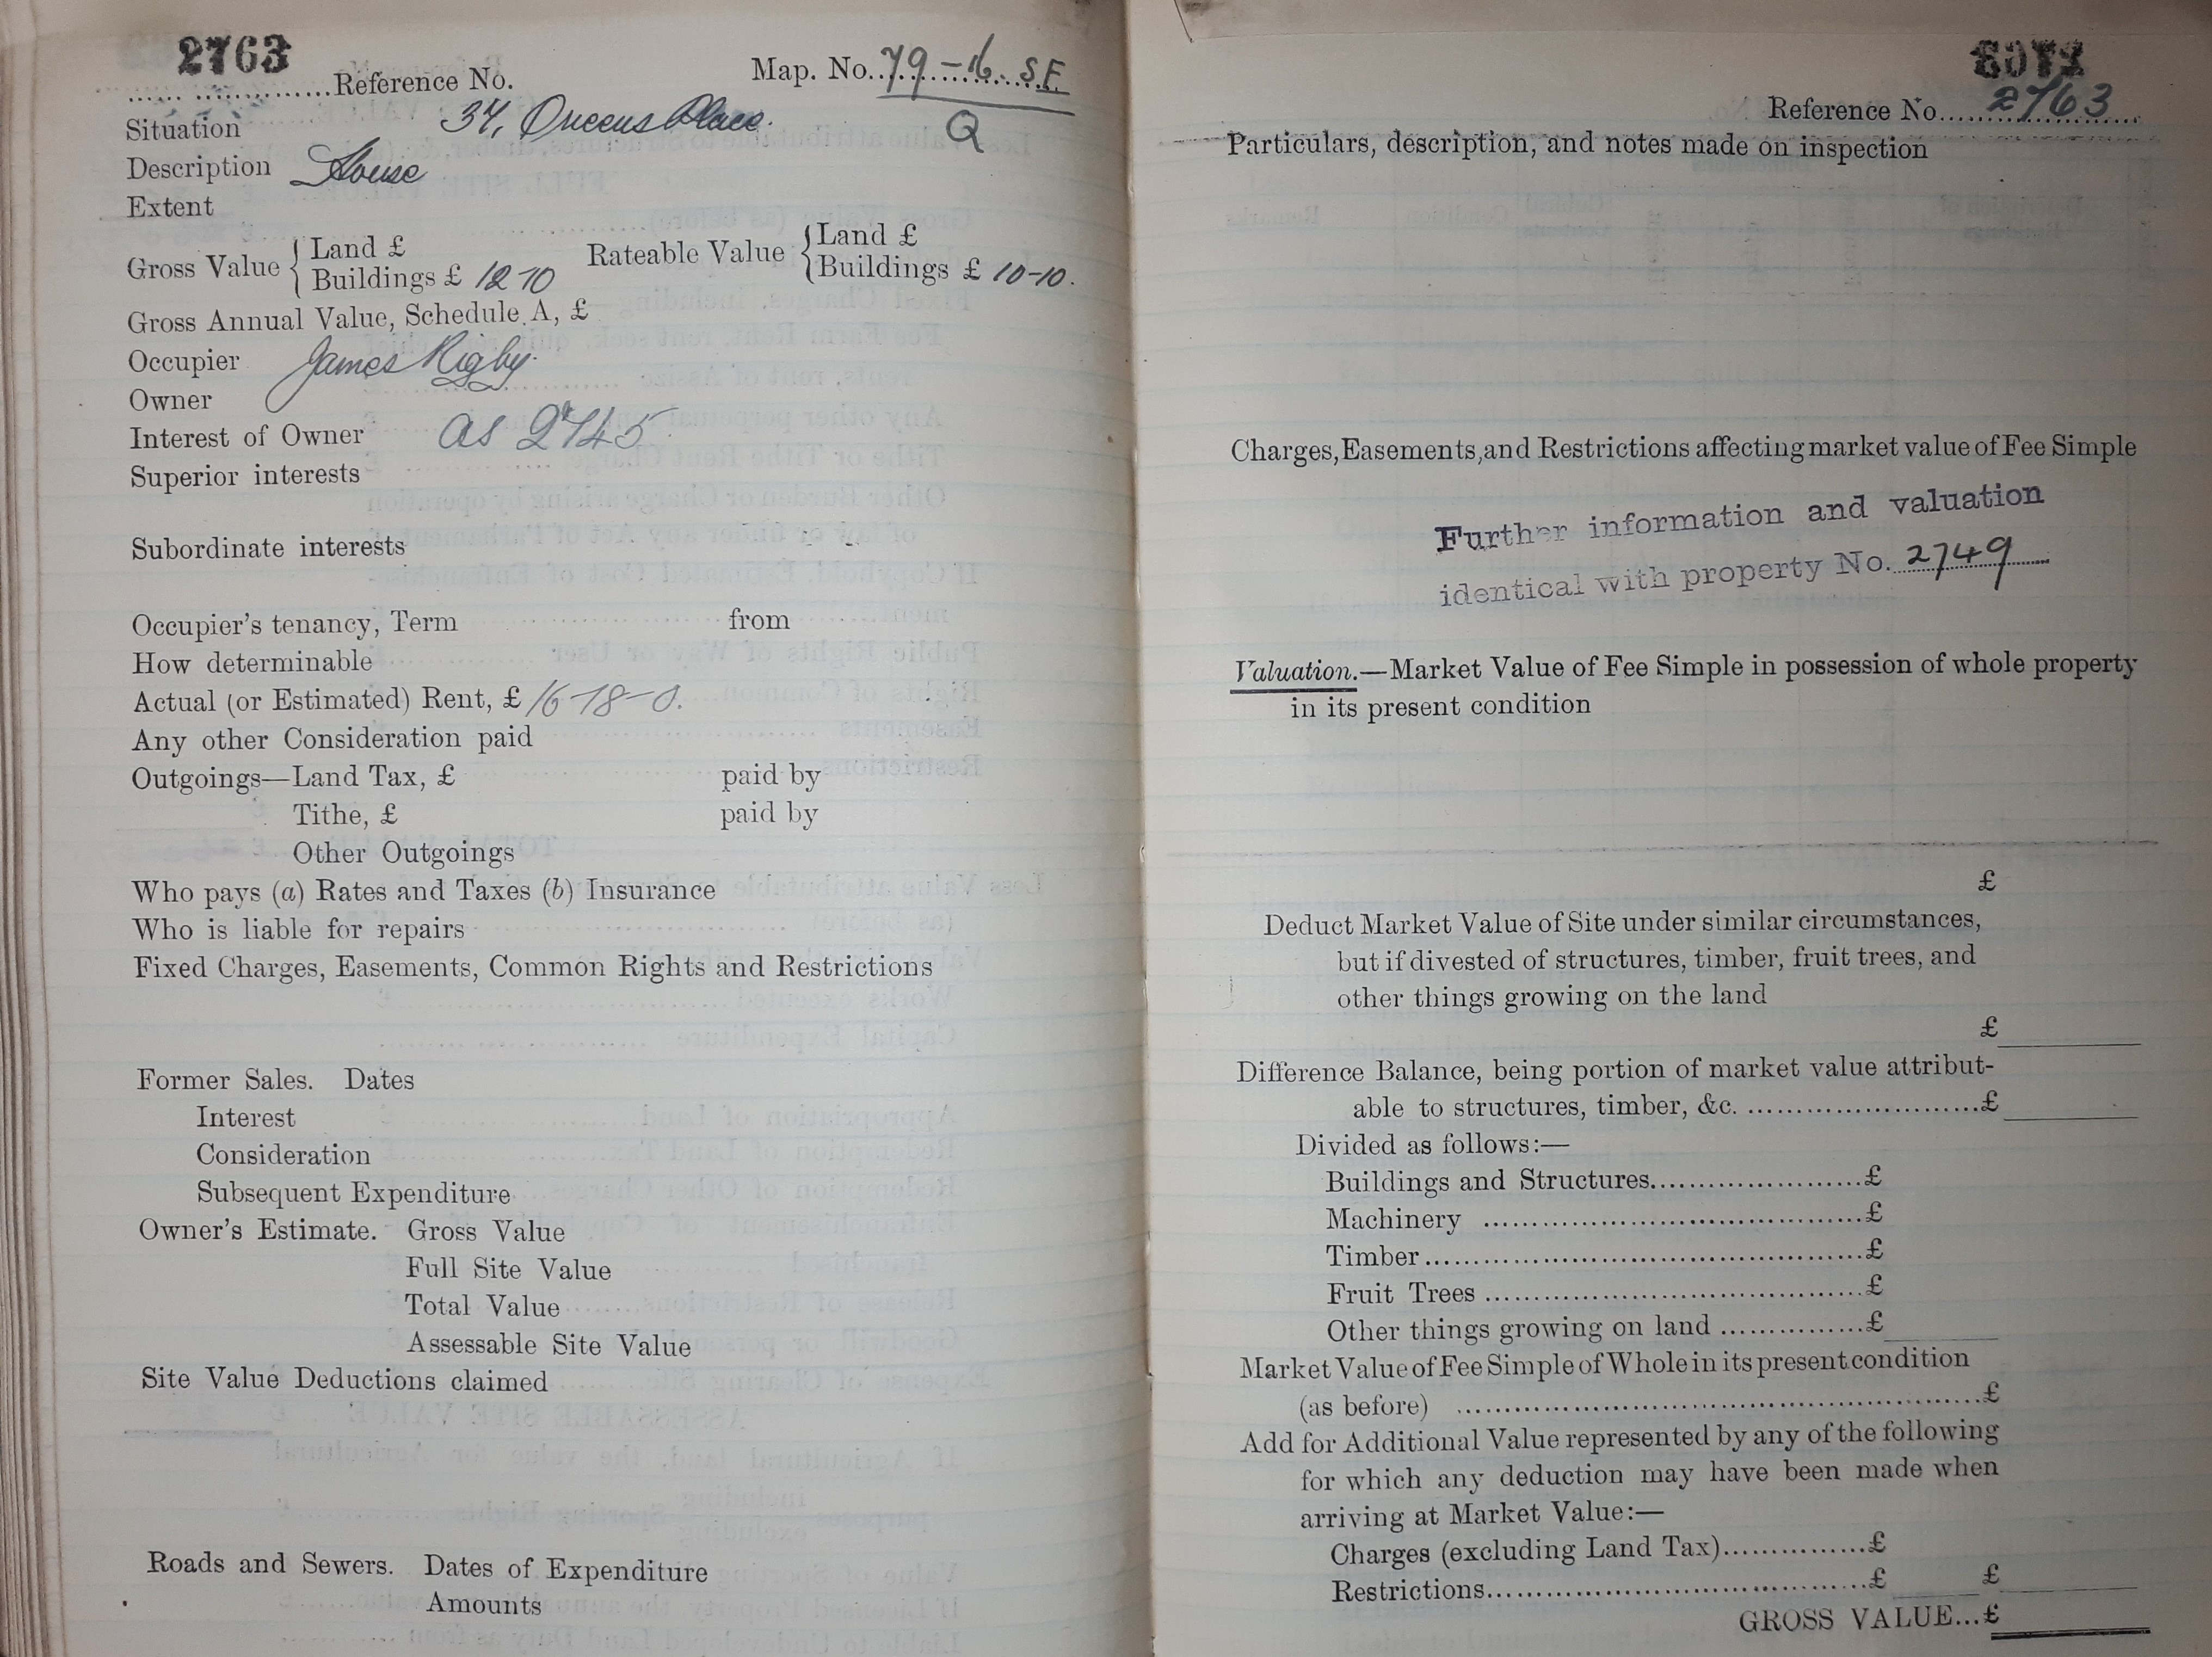 2763
Reference No.
Map. No. 79-16 S.E.
Q
Situation 34, Queens Place.
Description House
Extent
Gross Value { Land £
Buildings £ 12-10
Rateable Value { Land £
Buildings £ 10-10.
Gross Annual Value, Schedule A, £
Occupier James Rigby.
Owner
Interest of Owner as 2745
Superior interests
Subordinate interests
Occupier's tenancy, Term from
How determinable
Actual (or Estimated) Rent, £ 16-18-0.
Any other Consideration paid
Outgoings—Land Tax, £ paid by
Tithe, £ paid by
Other Outgoings
Who pays (a) Rates and Taxes (b) Insurance
Who is liable for repairs
Fixed Charges, Easements, Common Rights and Restrictions
Former Sales. Dates
Interest
Consideration
Subsequent Expenditure
Owner's Estimate. Gross Value
Full Site Value
Total Value
Assessable Site Value
Site Value Deductions claimed
Roads and Sewers. Dates of Expenditure
Amounts
Reference No. 2763
Particulars, description, and notes made on inspection
Charges, Easements, and Restrictions affecting market value of Fee Simple
Further information and valuation
identical with property No. 2749
Valuation.—Market Value of Fee Simple in possession of whole property
in its present condition
£
Deduct Market Value of Site under similar circumstances,
but if divested of structures, timber, fruit trees, and
other things growing on the land
£
Difference Balance, being portion of market value attribut-
able to structures, timber, &c. £
Divided as follows:—
Buildings and Structures £
Machinery £
Timber £
Fruit Trees £
Other things growing on land £
Market Value of Fee Simple of Whole in its present condition
(as before) £
Add for Additional Value represented by any of the following
for which any deduction may have been made when
arriving at Market Value:—
Charges (excluding Land Tax) £
Restrictions £ £
GROSS VALUE... £